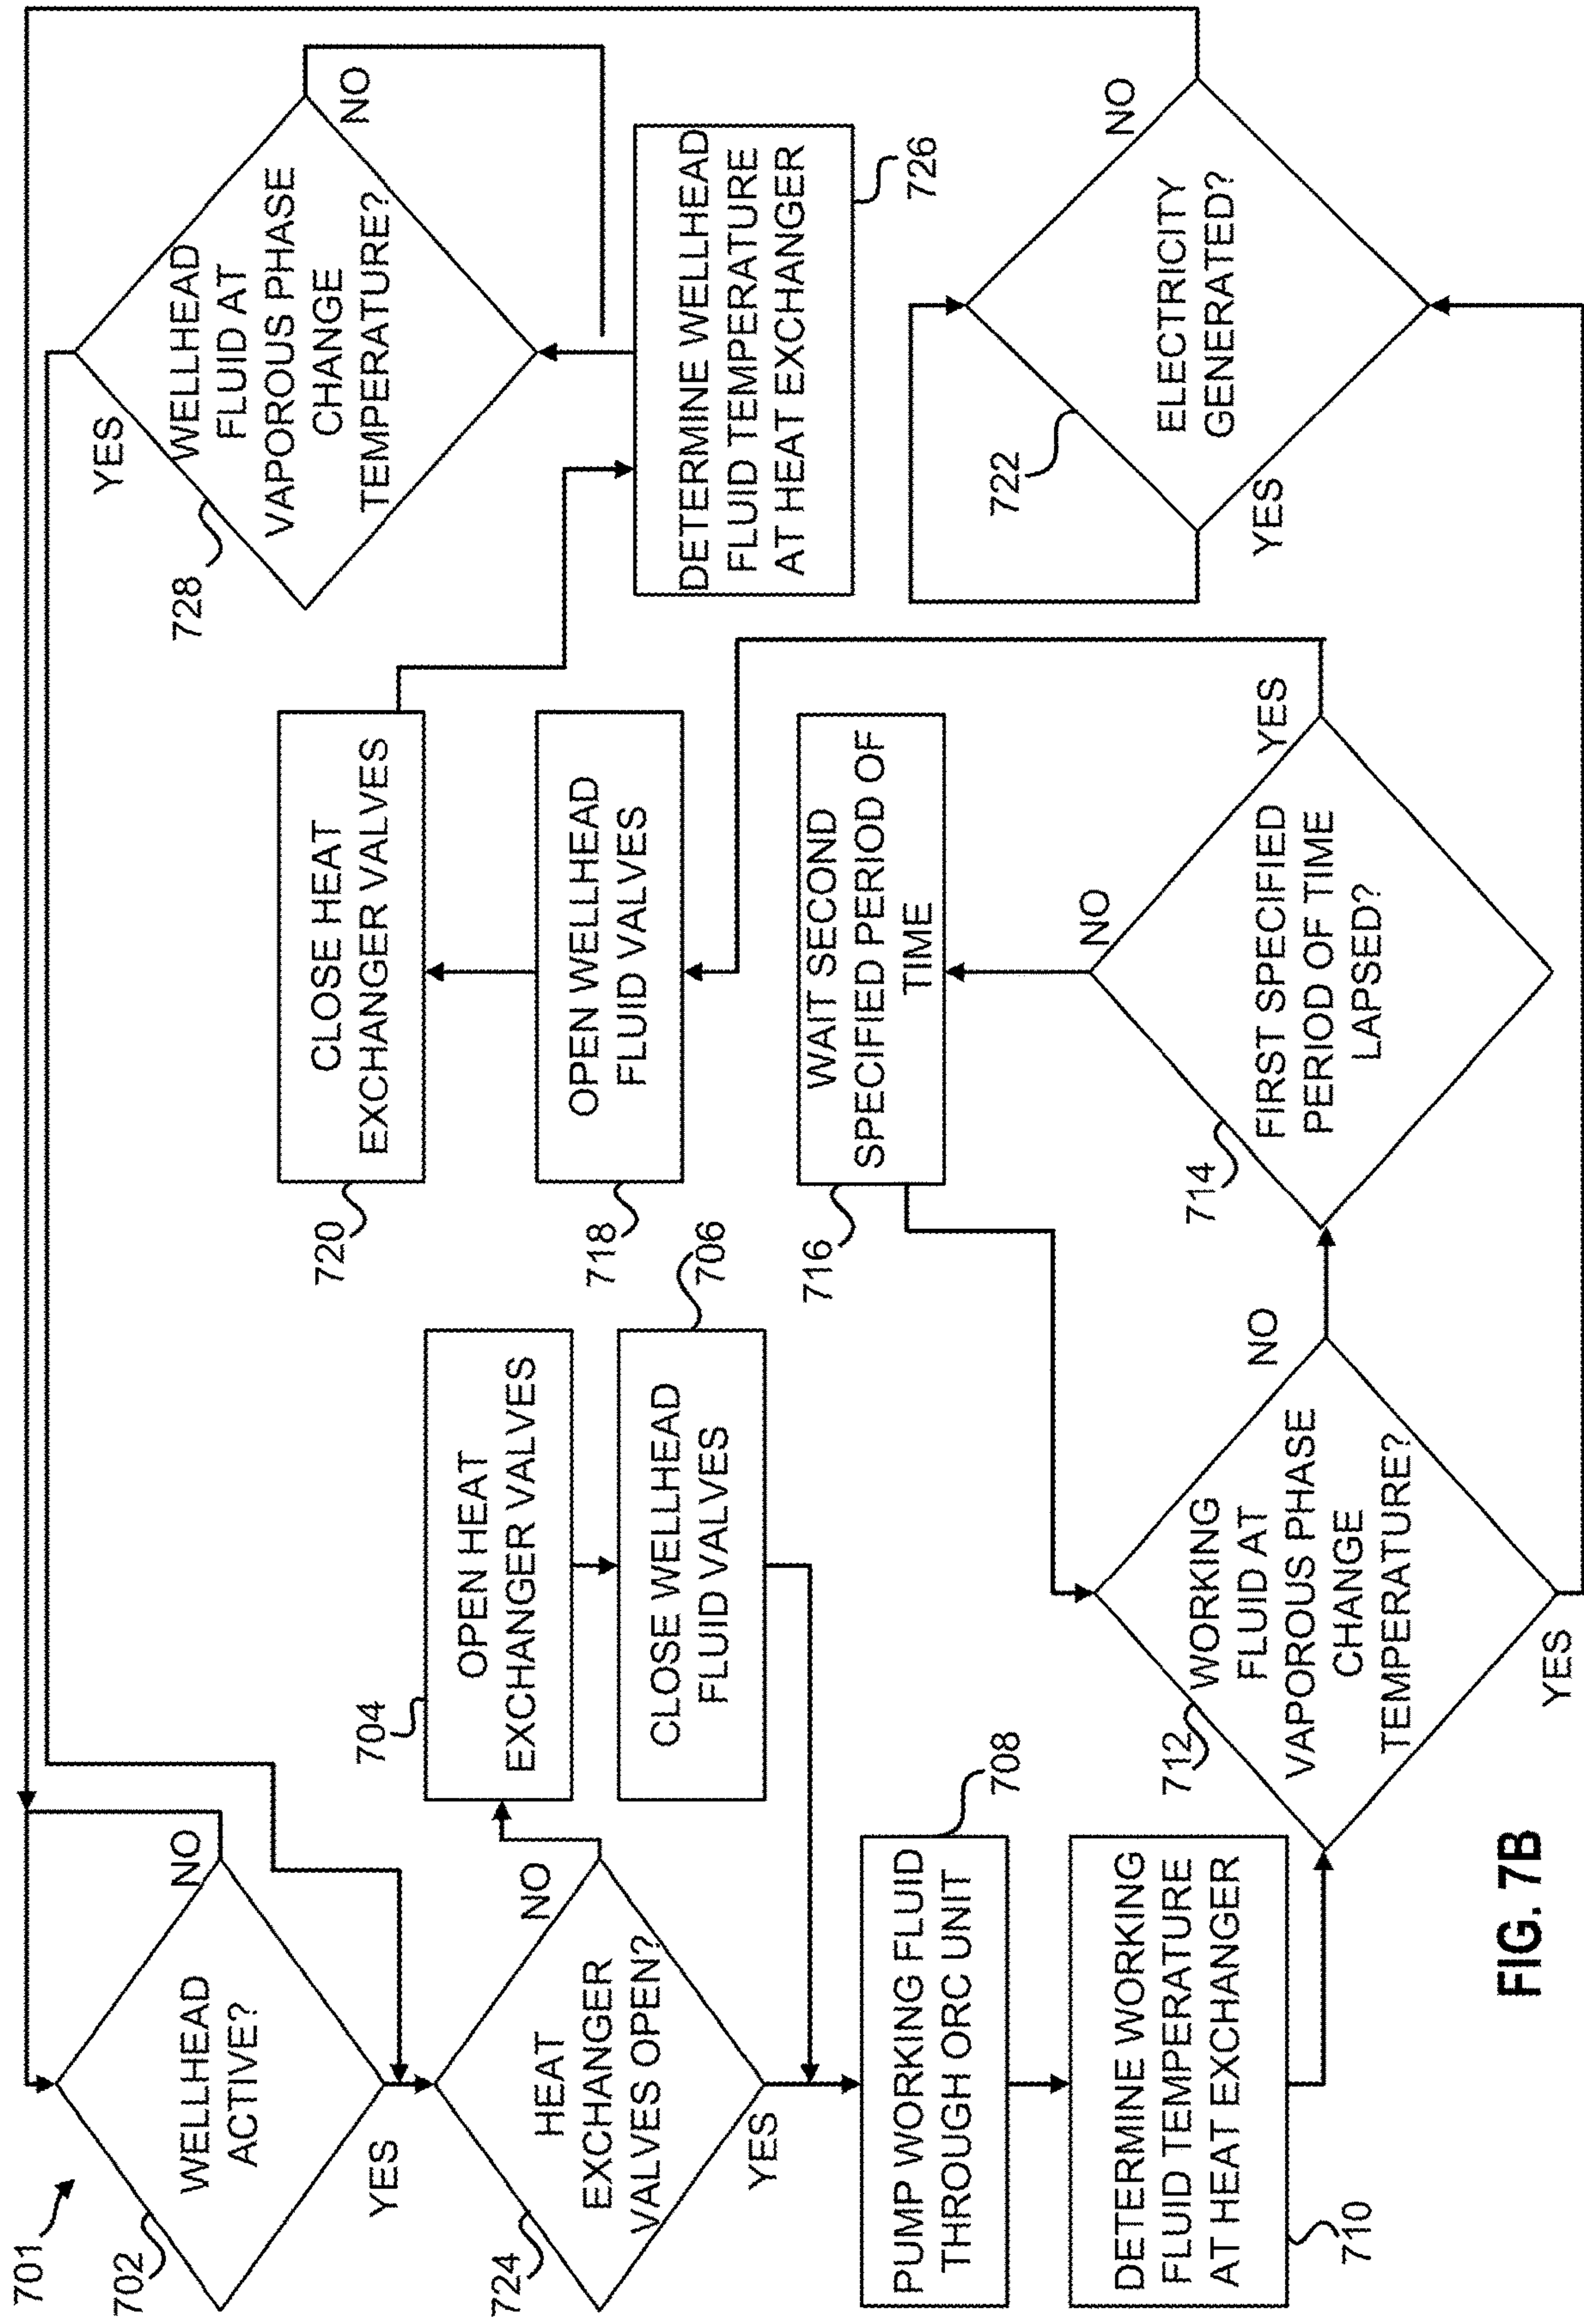 701
702
WELLHEAD
ACTIVE?
NO
YES
724
HEAT
EXCHANGER
VALVES OPEN?
NO
YES
704
OPEN HEAT
EXCHANGER VALVES
706
CLOSE WELLHEAD
FLUID VALVES
708
PUMP WORKING FLUID
THROUGH ORC UNIT
710
DETERMINE WORKING
FLUID TEMPERATURE
AT HEAT EXCHANGER
712
WORKING
FLUID AT
VAPOROUS PHASE
CHANGE
TEMPERATURE?
NO
YES
714
FIRST SPECIFIED
PERIOD OF TIME
LAPSED?
NO
YES
716
WAIT SECOND
SPECIFIED PERIOD OF
TIME
718
OPEN WELLHEAD
FLUID VALVES
720
CLOSE HEAT
EXCHANGER VALVES
722
ELECTRICITY
GENERATED?
NO
YES
726
DETERMINE WELLHEAD
FLUID TEMPERATURE
AT HEAT EXCHANGER
728
WELLHEAD
FLUID AT
VAPOROUS PHASE
CHANGE
TEMPERATURE?
NO
YES
FIG. 7B